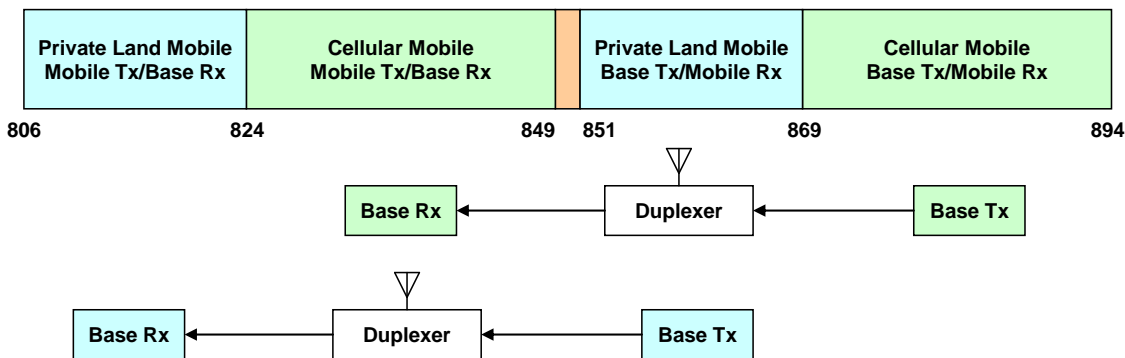 Private Land Mobile
Mobile Tx/Base Rx
Cellular Mobile
Mobile Tx/Base Rx
Private Land Mobile
Base Tx/Mobile Rx
Cellular Mobile
Base Tx/Mobile Rx
806
824
849
851
869
894
Base Rx
Duplexer
Base Tx
Base Rx
Duplexer
Base Tx